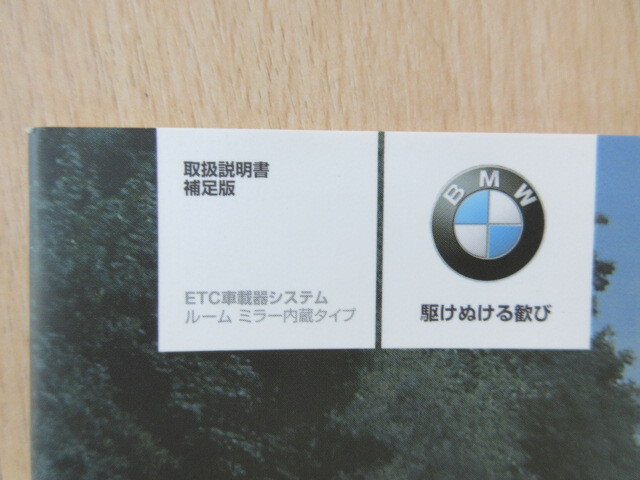 取扱説明書
補足版
ETC車載器システム
ルーム ミラー内蔵タイプ
BMW
駆けぬける歓び